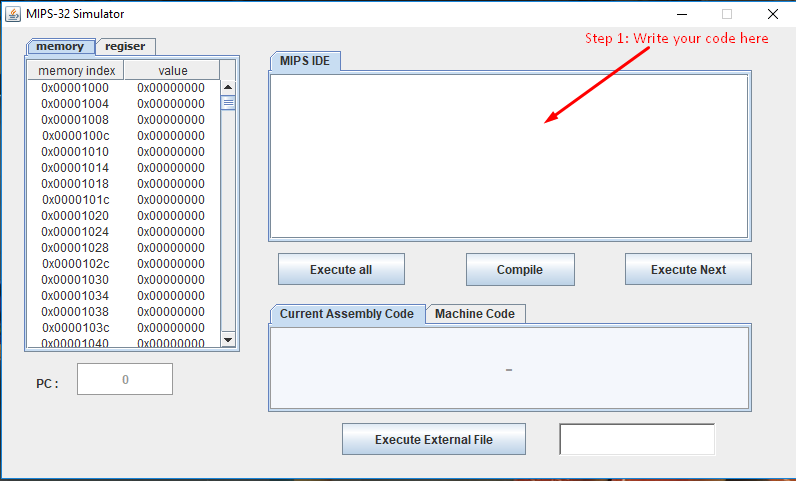 MIPS-32 Simulator
Step 1: Write your code here
memory regiser
memory index value
0x00001000 0x00000000
0x00001004 0x00000000
0x00001008 0x00000000
0x0000100c 0x00000000
0x00001010 0x00000000
0x00001014 0x00000000
0x00001018 0x00000000
0x0000101c 0x00000000
0x00001020 0x00000000
0x00001024 0x00000000
0x00001028 0x00000000
0x0000102c 0x00000000
0x00001030 0x00000000
0x00001034 0x00000000
0x00001038 0x00000000
0x0000103c 0x00000000
0x00001040 0x00000000
PC : 0
MIPS IDE
Execute all Compile Execute Next
Current Assembly Code Machine Code
–
Execute External File